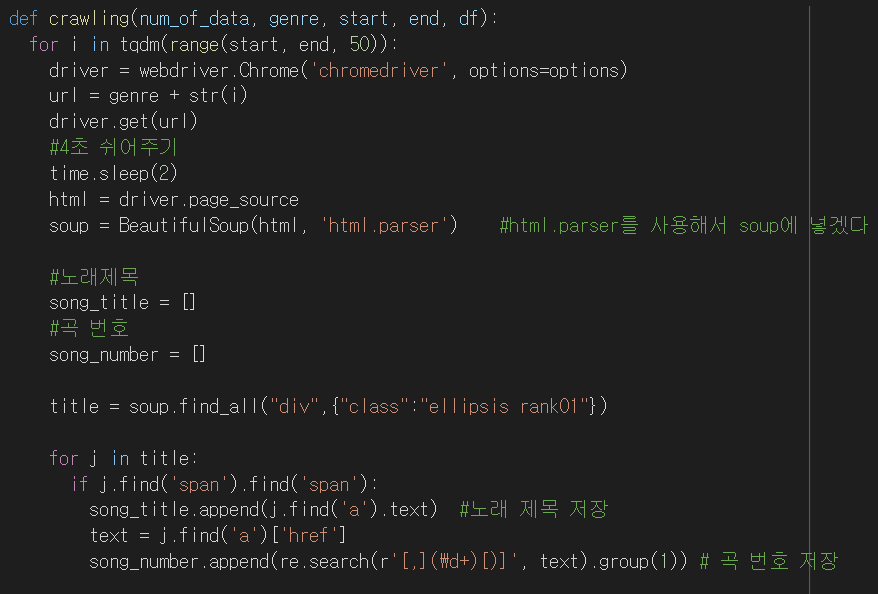 def crawling(num_of_data, genre, start, end, df):
  for i in tqdm(range(start, end, 50)):
    driver = webdriver.Chrome('chromedriver', options=options)
    url = genre + str(i)
    driver.get(url)
    #4초 쉬어주기
    time.sleep(2)
    html = driver.page_source
    soup = BeautifulSoup(html, 'html.parser')    #html.parser를 사용해서 soup에 넣겠다
    #노래제목
    song_title = []
    #곡 번호
    song_number = []
    title = soup.find_all("div",{"class":"ellipsis rank01"})
    for j in title:
      if j.find('span').find('span'):
        song_title.append(j.find('a').text)  #노래 제목 저장
        text = j.find('a')['href']
        song_number.append(re.search(r'[,](₩d+)[)]', text).group(1)) # 곡 번호 저장